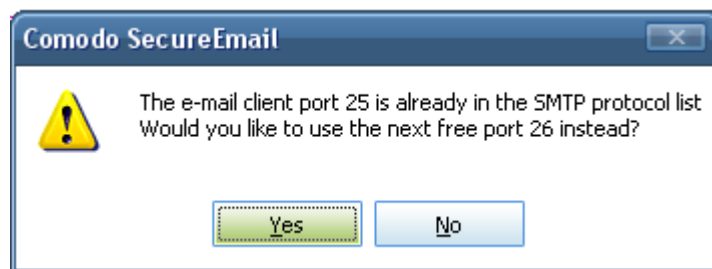 Comodo SecureEmail
The e-mail client port 25 is already in the SMTP protocol list
Would you like to use the next free port 26 instead?
Yes
No